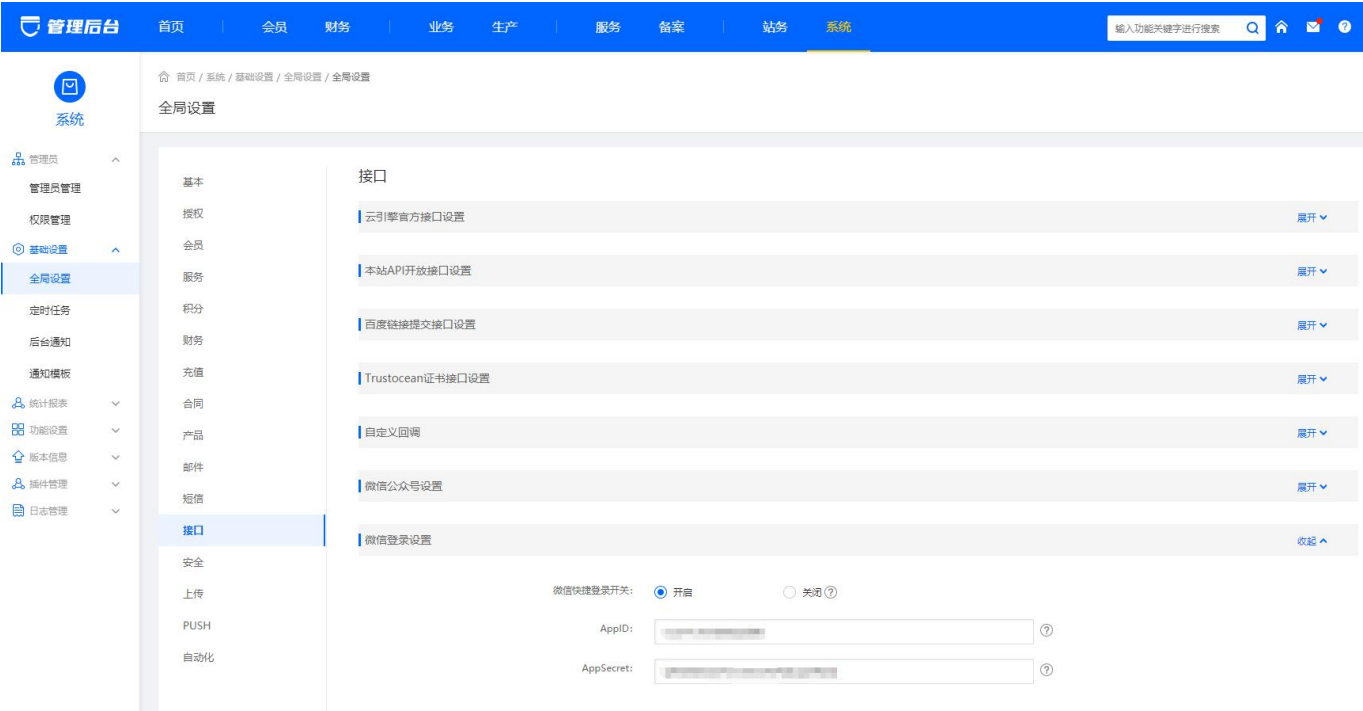 管理后台
首页 会员 财务 业务 生产 服务 备案 站务 系统
输入功能关键字进行搜索
系统
首页 / 系统 / 基础设置 / 全局设置 / 全局设置
全局设置
管理员
管理员管理
权限管理
基础设置
全局设置
定时任务
后台通知
通知模板
统计报表
功能设置
版本信息
插件管理
日志管理
基本
授权
会员
服务
积分
财务
充值
合同
产品
邮件
短信
接口
安全
上传
PUSH
自动化
接口
云引擎官方接口设置 展开
本站API开放接口设置 展开
百度链接提交接口设置 展开
Trustocean证书接口设置 展开
自定义回调 展开
微信公众号设置 展开
微信登录设置 收起
微信快捷登录开关: 开启 关闭
AppID:
AppSecret: